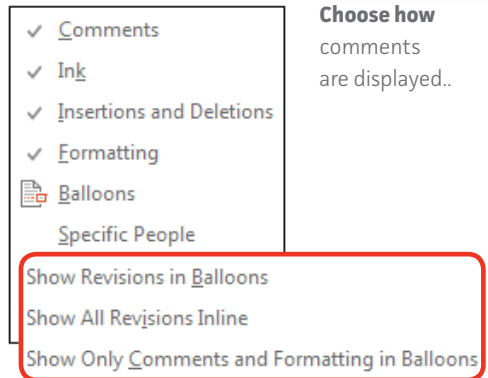 Comments
Ink
Insertions and Deletions
Formatting
Balloons
Specific People
Show Revisions in Balloons
Show All Revisions Inline
Show Only Comments and Formatting in Balloons
Choose how
comments
are displayed..